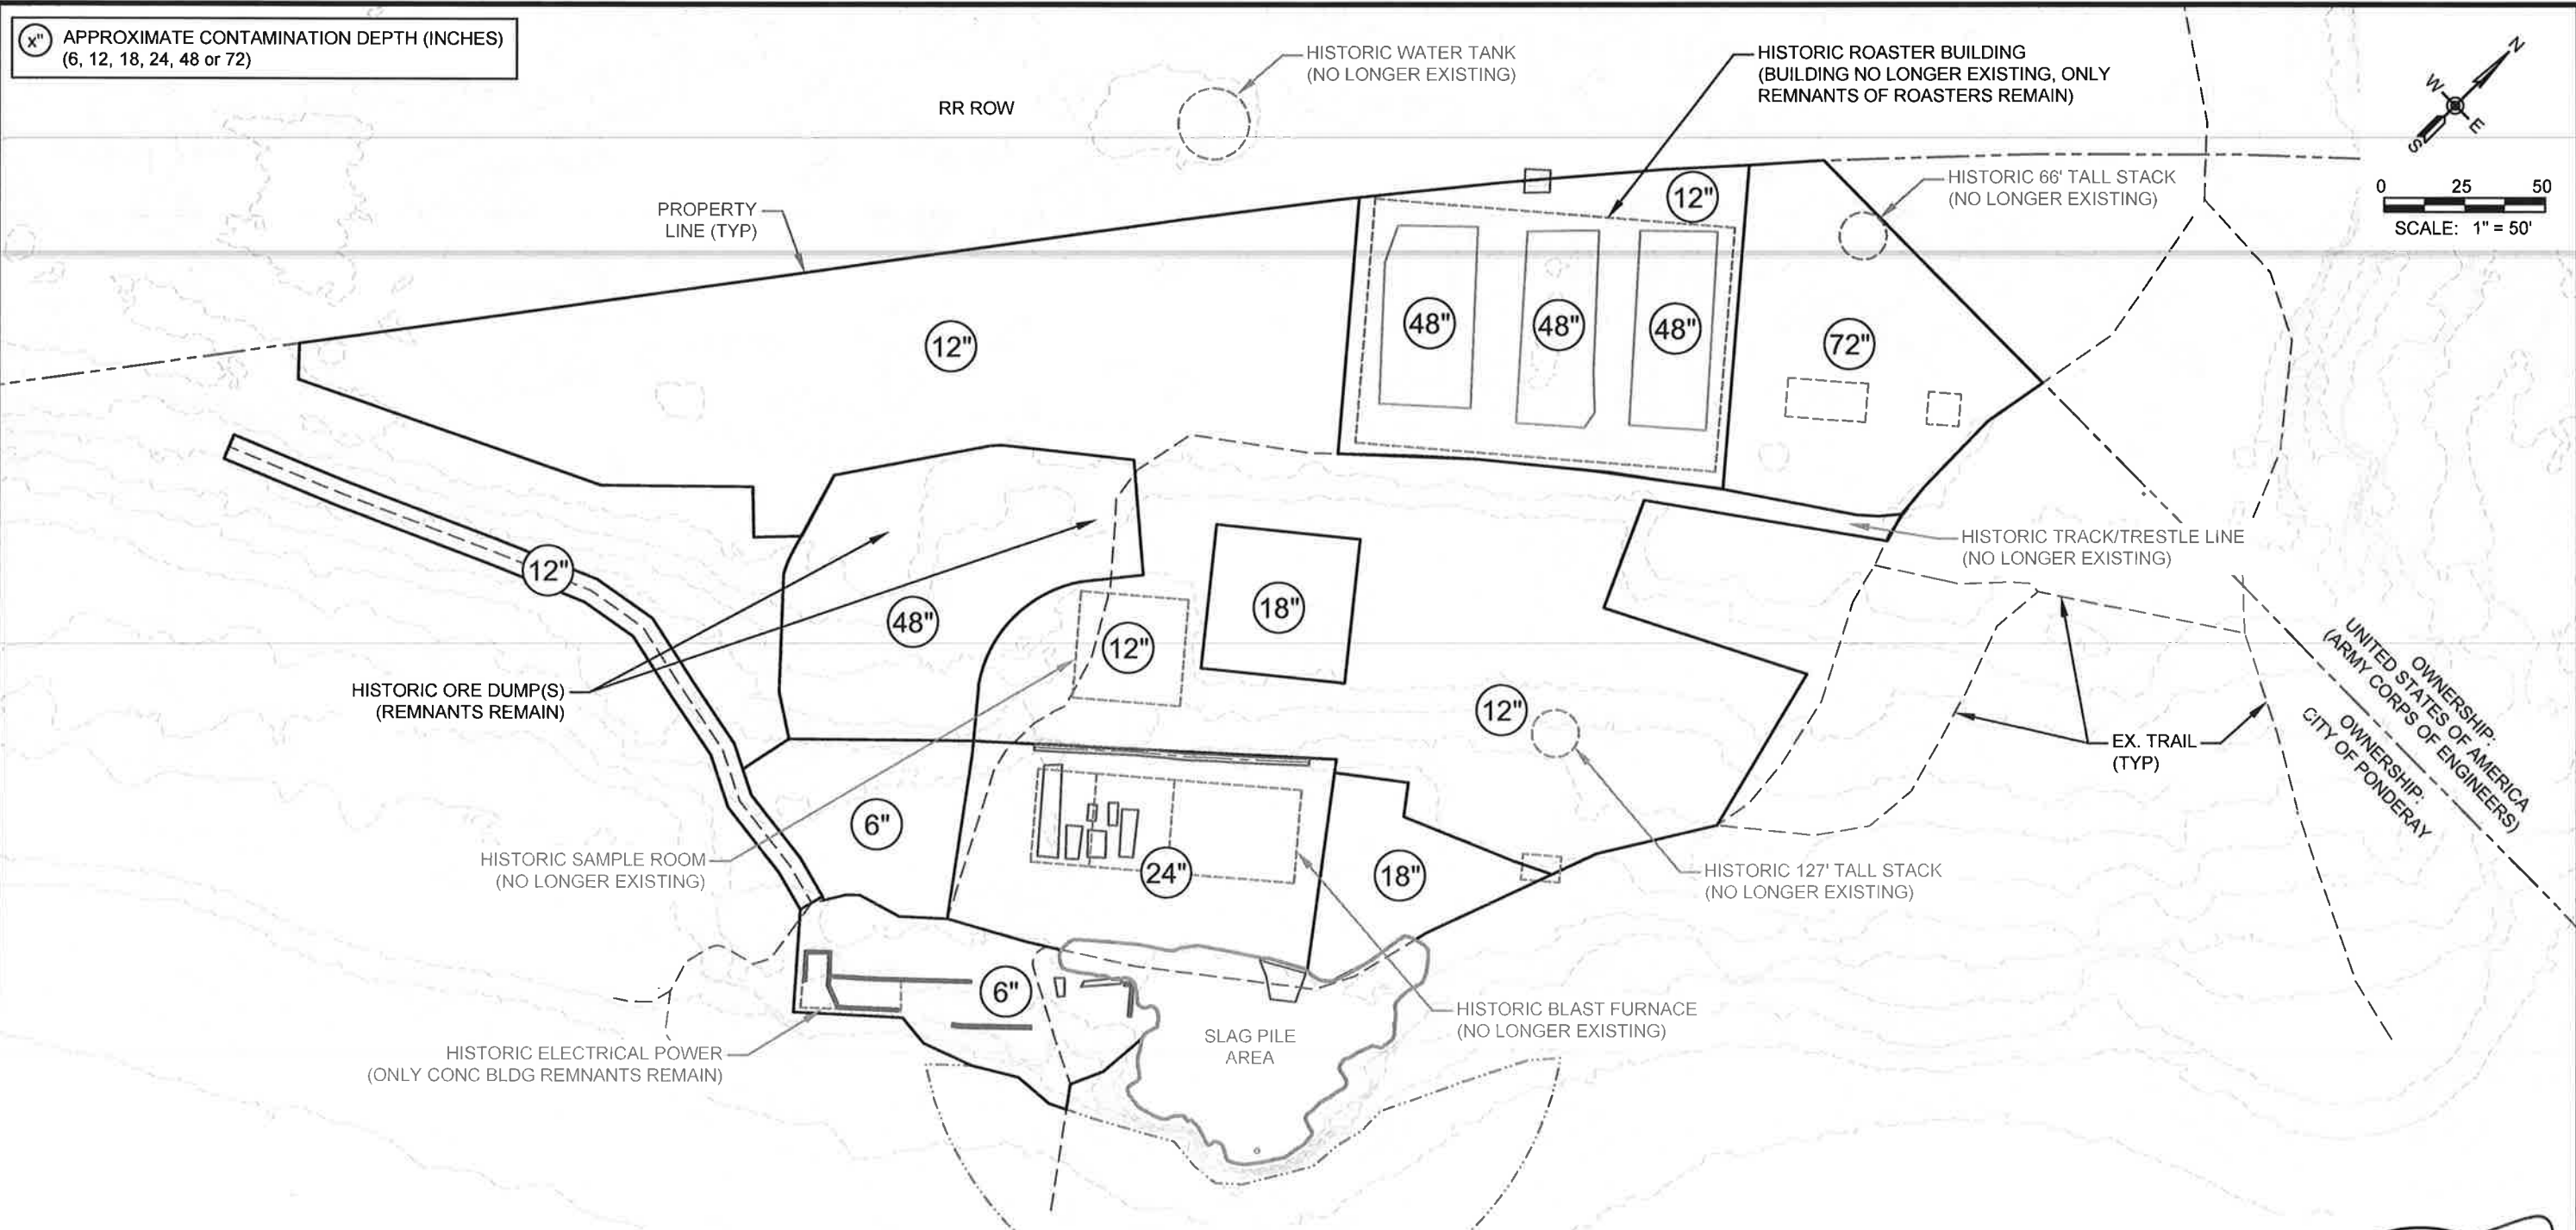 x" APPROXIMATE CONTAMINATION DEPTH (INCHES)
(6, 12, 18, 24, 48 or 72)
HISTORIC WATER TANK
(NO LONGER EXISTING)
HISTORIC ROASTER BUILDING
(BUILDING NO LONGER EXISTING, ONLY
REMNANTS OF ROASTERS REMAIN)
N
W
E
S
RR ROW
0 25 50
SCALE: 1" = 50'
HISTORIC 66' TALL STACK
(NO LONGER EXISTING)
PROPERTY
LINE (TYP)
12"
12"
48"
48"
48"
72"
HISTORIC TRACK/TRESTLE LINE
(NO LONGER EXISTING)
12"
48"
12"
18"
12"
HISTORIC ORE DUMP(S)
(REMNANTS REMAIN)
OWNERSHIP:
UNITED STATES OF AMERICA
(ARMY CORPS OF ENGINEERS)
OWNERSHIP:
CITY OF PONDERAY
EX. TRAIL
(TYP)
6"
24"
18"
HISTORIC SAMPLE ROOM
(NO LONGER EXISTING)
HISTORIC 127' TALL STACK
(NO LONGER EXISTING)
6"
HISTORIC BLAST FURNACE
(NO LONGER EXISTING)
SLAG PILE
AREA
HISTORIC ELECTRICAL POWER
(ONLY CONC BLDG REMNANTS REMAIN)